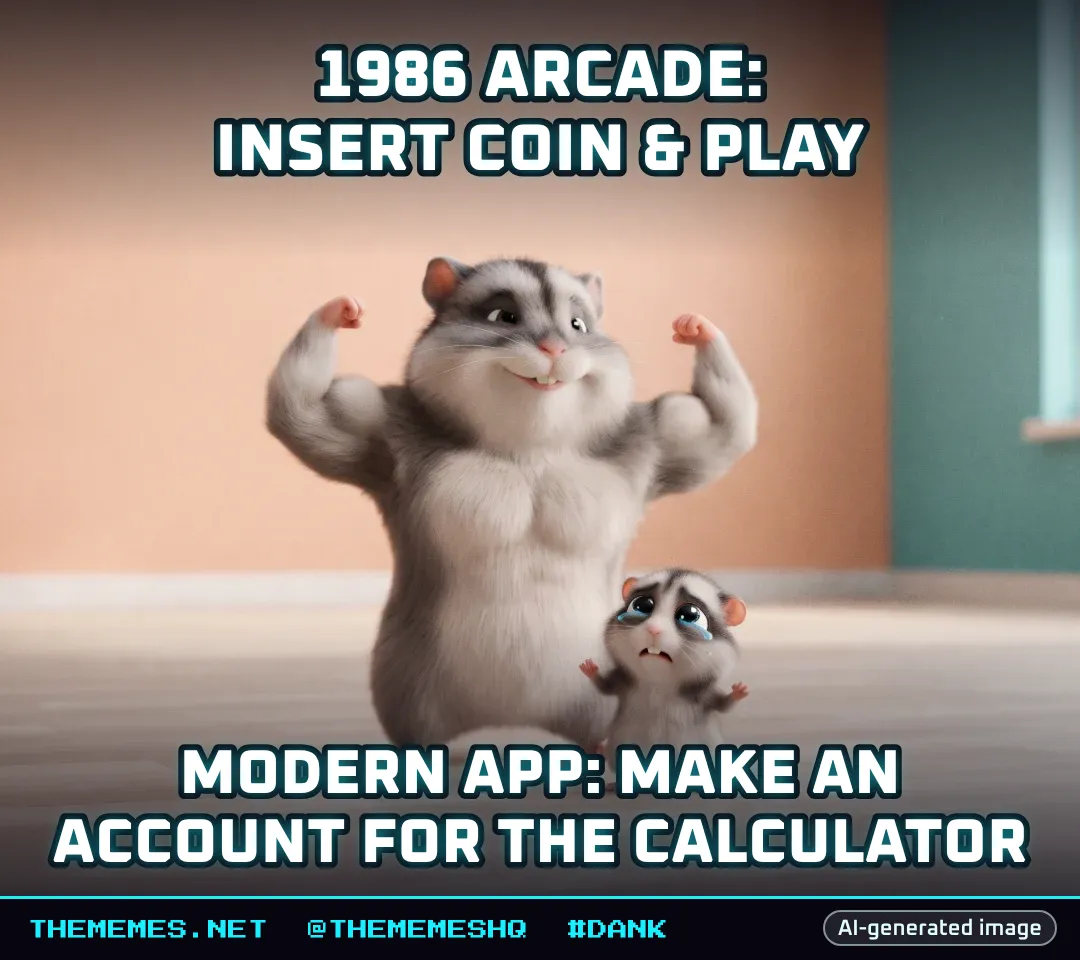 1986 ARCADE:
INSERT COIN & PLAY
MODERN APP: MAKE AN
ACCOUNT FOR THE CALCULATOR
THEMEMES.NET @THEMEMESHQ #DANK AI-generated image